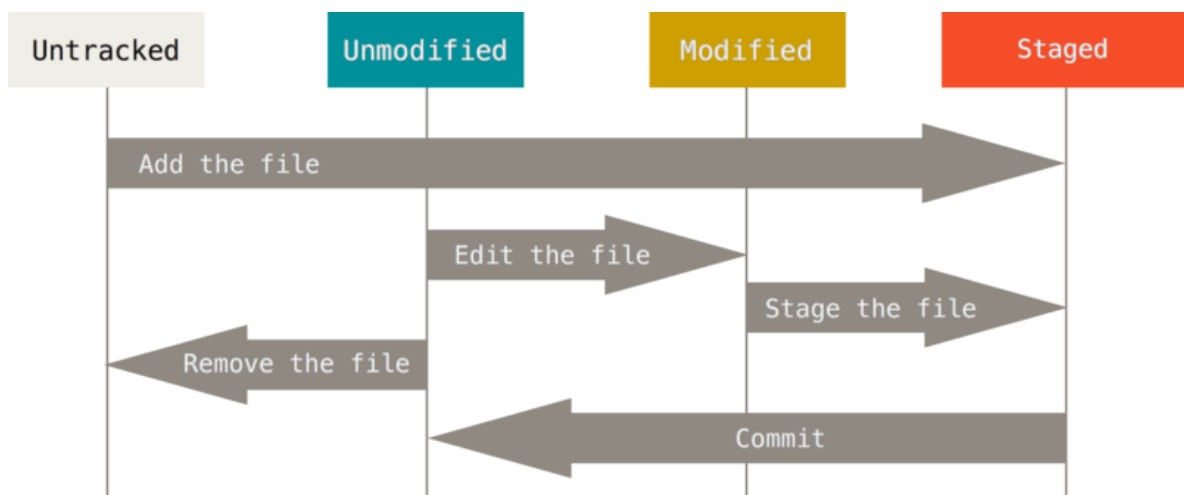 Untracked
Unmodified
Modified
Staged
Add the file
Edit the file
Stage the file
Remove the file
Commit